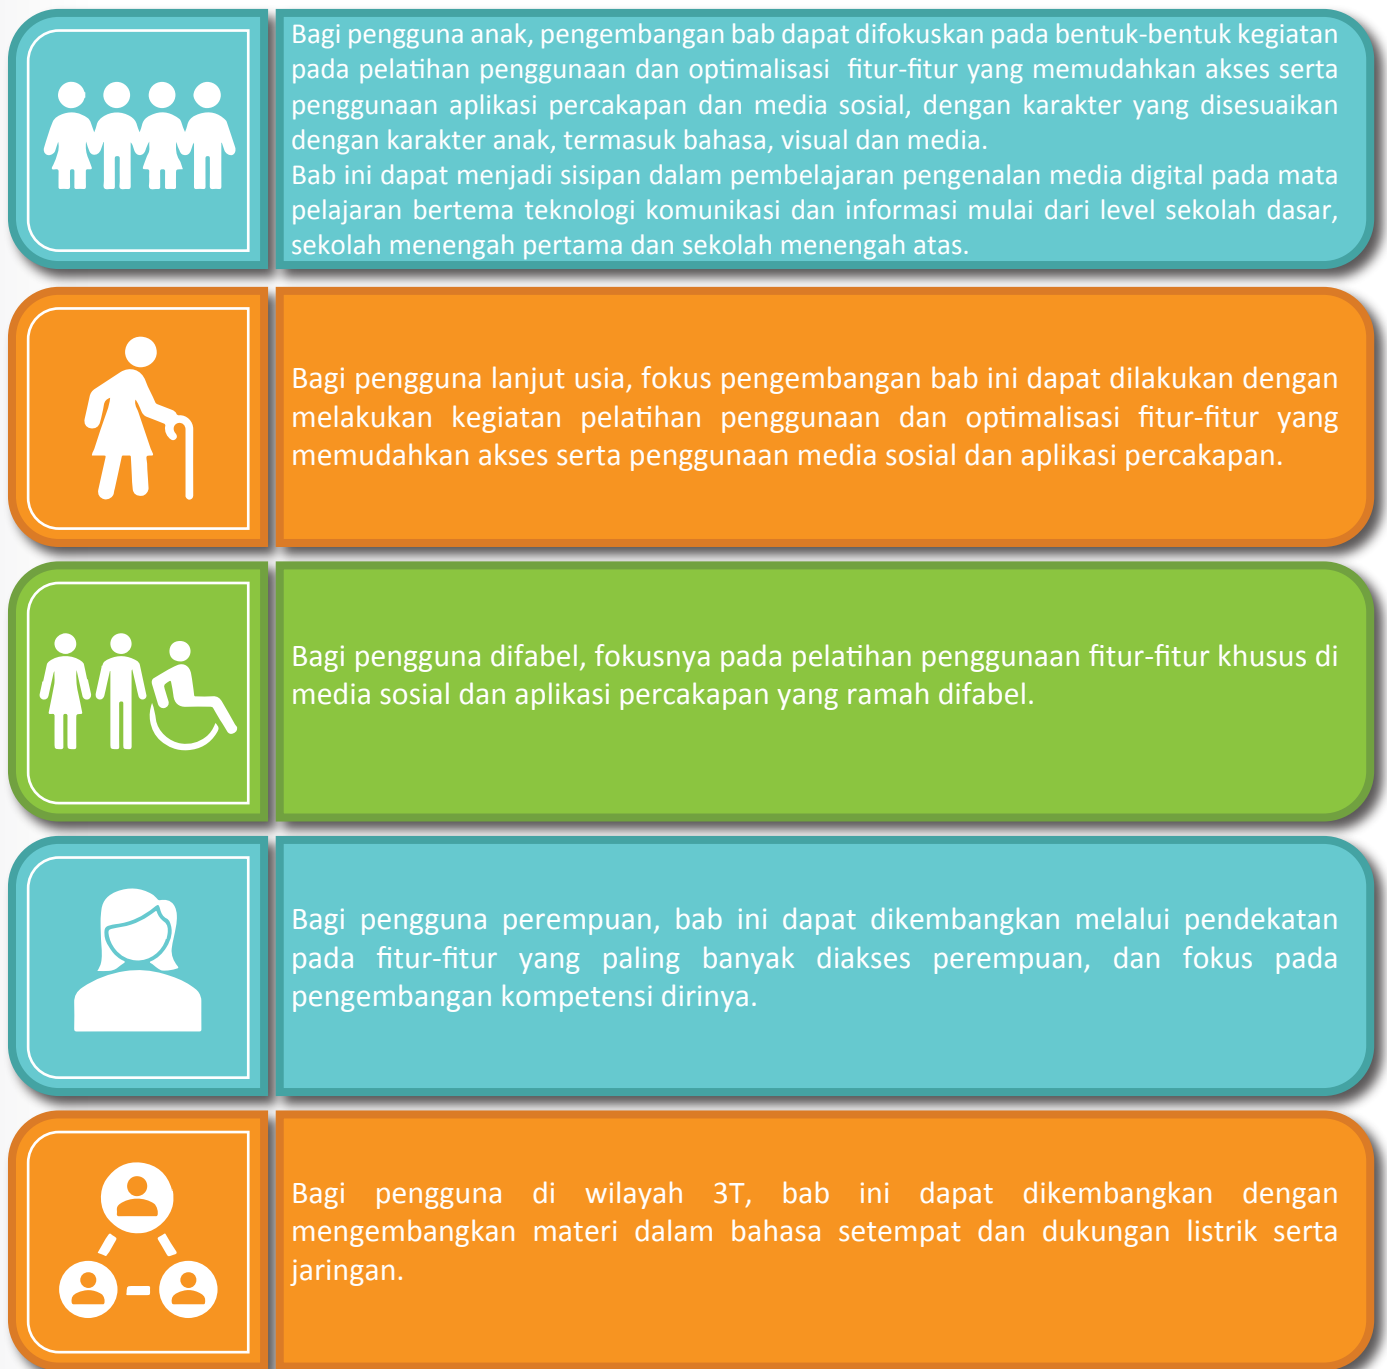 Bagi pengguna anak, pengembangan bab dapat difokuskan pada bentuk-bentuk kegiatan
pada pelatihan penggunaan dan optimalisasi fitur-fitur yang memudahkan akses serta
penggunaan aplikasi percakapan dan media sosial, dengan karakter yang disesuaikan
dengan karakter anak, termasuk bahasa, visual dan media.
Bab ini dapat menjadi sisipan dalam pembelajaran pengenalan media digital pada mata
pelajaran bertema teknologi komunikasi dan informasi mulai dari level sekolah dasar,
sekolah menengah pertama dan sekolah menengah atas.
Bagi pengguna lanjut usia, fokus pengembangan bab ini dapat dilakukan dengan
melakukan kegiatan pelatihan penggunaan dan optimalisasi fitur-fitur yang
memudahkan akses serta penggunaan media sosial dan aplikasi percakapan.
Bagi pengguna difabel, fokusnya pada pelatihan penggunaan fitur-fitur khusus di
media sosial dan aplikasi percakapan yang ramah difabel.
Bagi pengguna perempuan, bab ini dapat dikembangkan melalui pendekatan
pada fitur-fitur yang paling banyak diakses perempuan, dan fokus pada
pengembangan kompetensi dirinya.
Bagi pengguna di wilayah 3T, bab ini dapat dikembangkan dengan
mengembangkan materi dalam bahasa setempat dan dukungan listrik serta
jaringan.